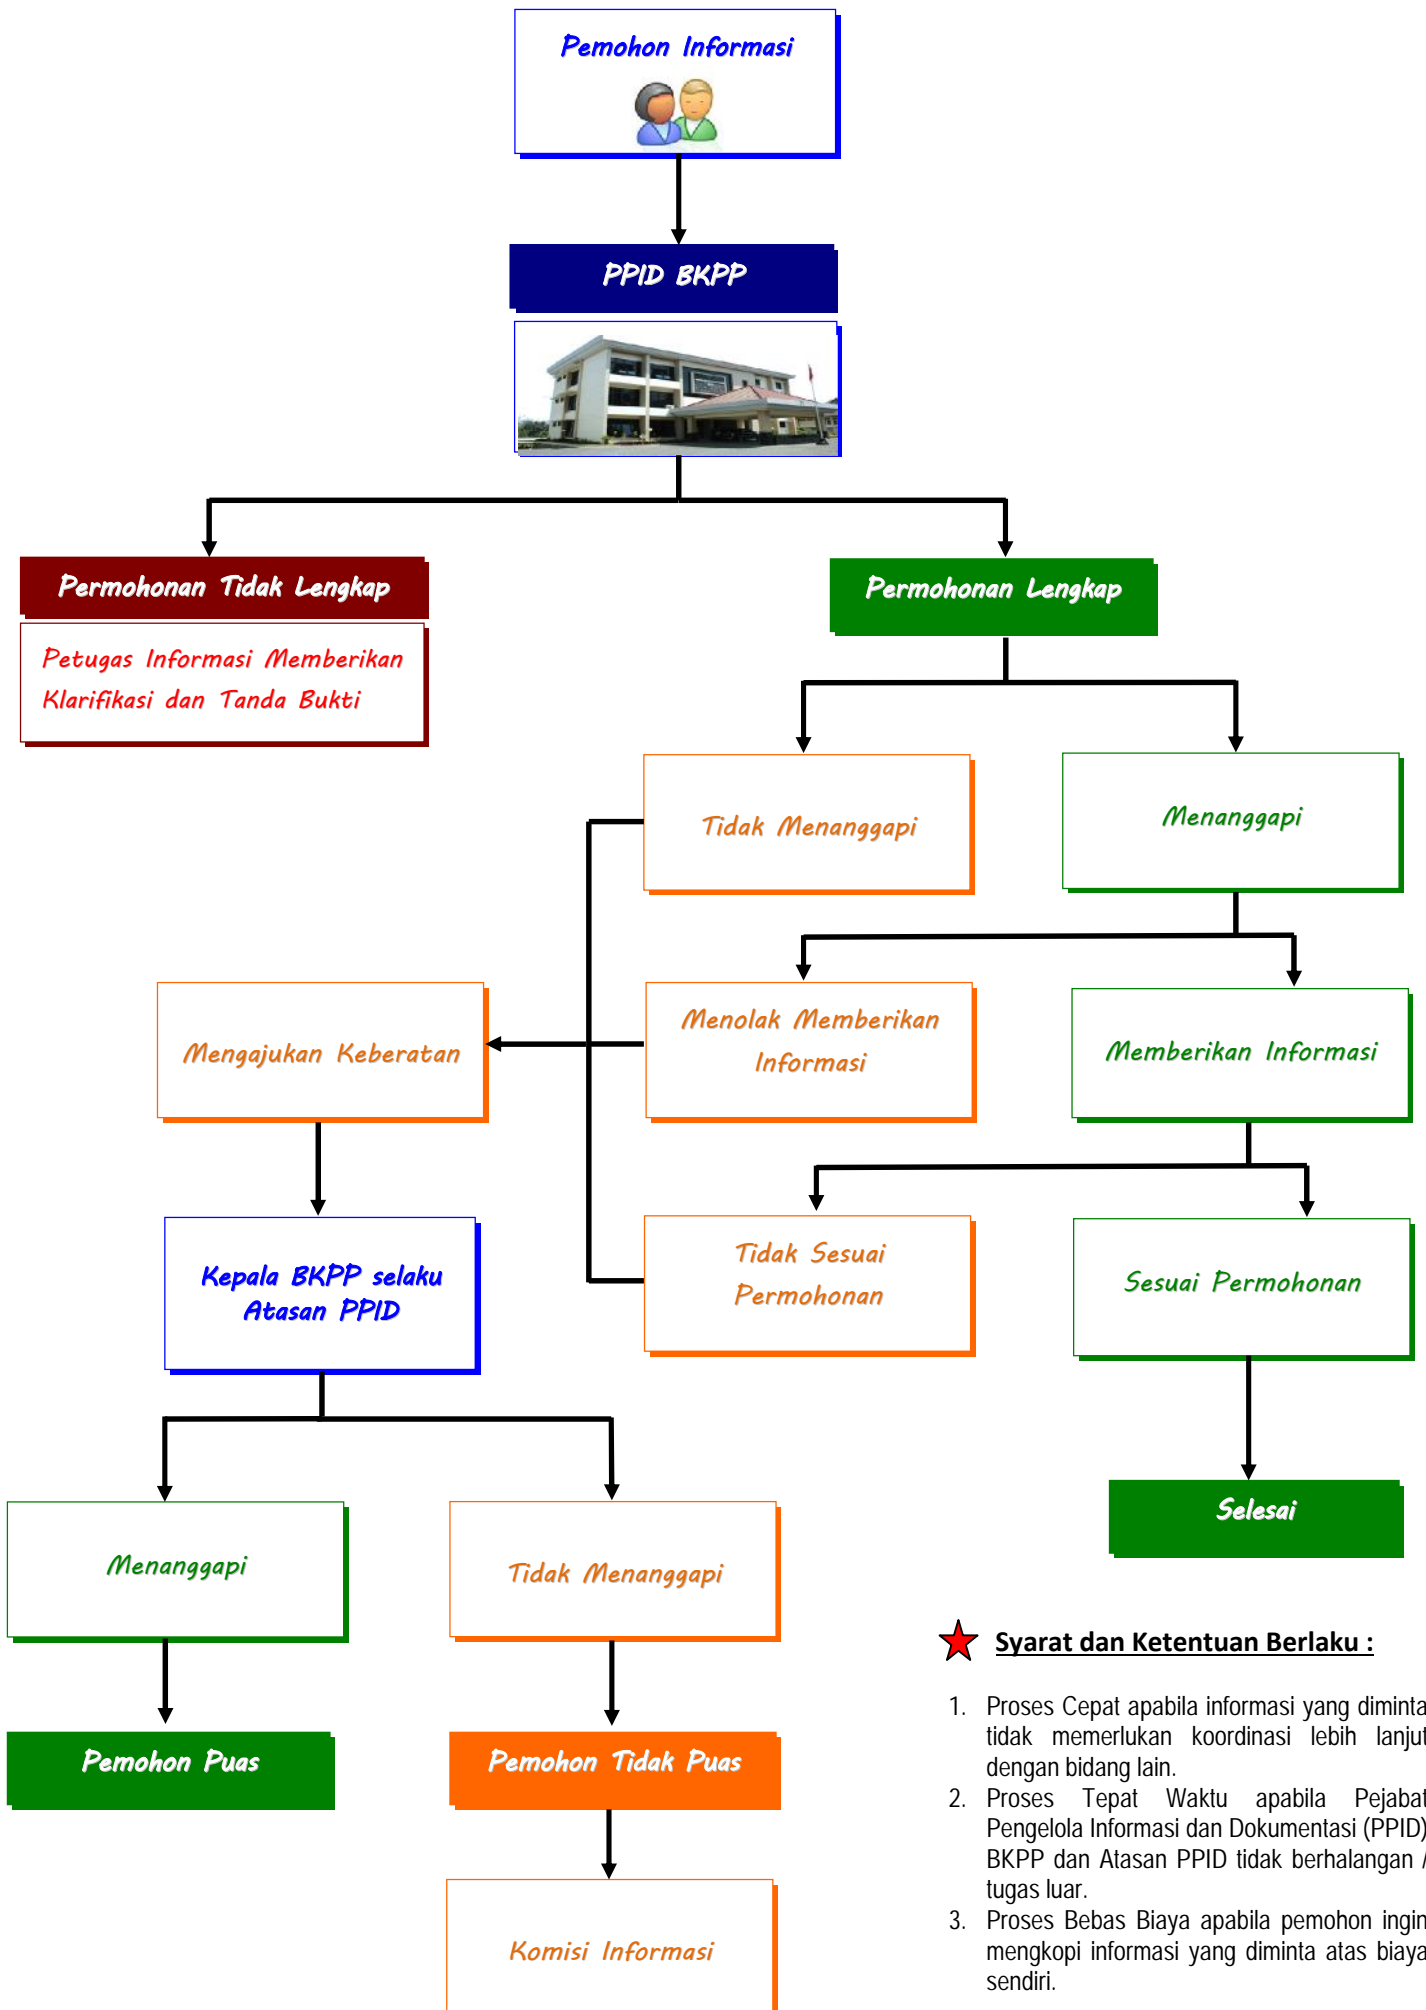 Pemohon Informasi
PPID BKPP
Permohonan Tidak Lengkap
Petugas Informasi Memberikan
Klarifikasi dan Tanda Bukti
Permohonan Lengkap
Tidak Menanggapi
Menanggapi
Mengajukan Keberatan
Menolak Memberikan
Informasi
Memberikan Informasi
Kepala BKPP selaku
Atasan PPID
Tidak Sesuai
Permohonan
Sesuai Permohonan
Selesai
Menanggapi
Tidak Menanggapi
Pemohon Puas
Pemohon Tidak Puas
Komisi Informasi
Syarat dan Ketentuan Berlaku :
1. Proses Cepat apabila informasi yang diminta
tidak memerlukan koordinasi lebih lanjut
dengan bidang lain.
2. Proses Tepat Waktu apabila Pejabat
Pengelola Informasi dan Dokumentasi (PPID)
BKPP dan Atasan PPID tidak berhalangan /
tugas luar.
3. Proses Bebas Biaya apabila pemohon ingin
mengkopi informasi yang diminta atas biaya
sendiri.